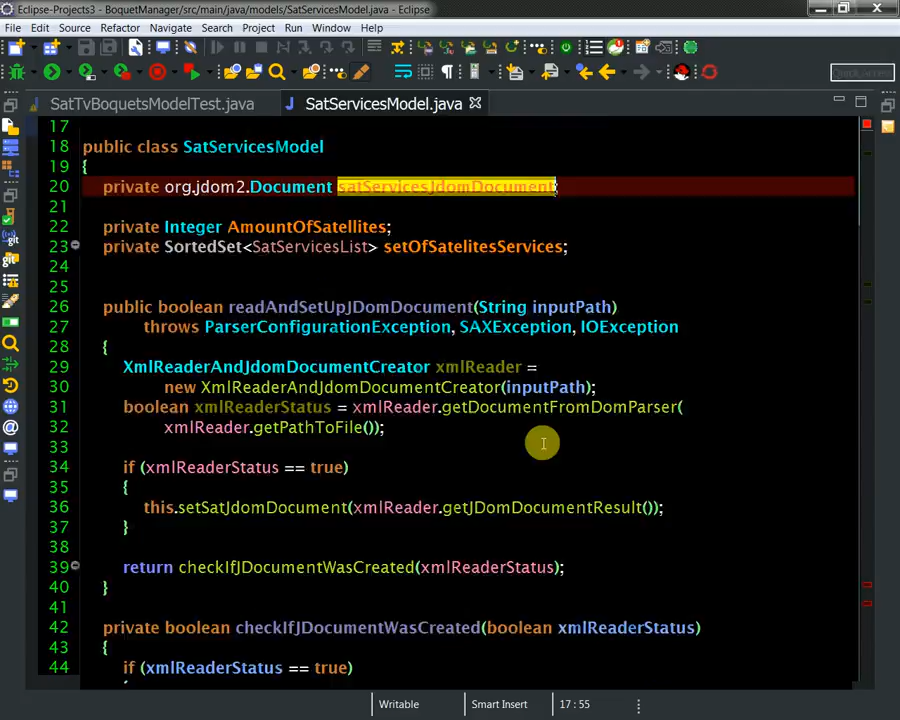 Eclipse-Projects3 - BoquetManager/src/main/java/models/SatServicesModel.java - Eclipse
File Edit Source Refactor Navigate Search Project Run Window Help
Quick Access
SatTvBoquetsModelTest.java SatServicesModel.java
17
18 public class SatServicesModel
19 {
20 private org.jdom2.Document satServicesJdomDocument;
21
22 private Integer AmountOfSatellites;
23 private SortedSet<SatServicesList> setOfSatelitesServices;
24
25
26 public boolean readAndSetUpJDomDocument(String inputPath)
27 throws ParserConfigurationException, SAXException, IOException
28 {
29 XmlReaderAndJdomDocumentCreator xmlReader =
30 new XmlReaderAndJdomDocumentCreator(inputPath);
31 boolean xmlReaderStatus = xmlReader.getDocumentFromDomParser(
32 xmlReader.getPathToFile());
33
34 if (xmlReaderStatus == true)
35 {
36 this.setSatJdomDocument(xmlReader.getJDomDocumentResult());
37 }
38
39 return checkIfJDocumentWasCreated(xmlReaderStatus);
40 }
41
42 private boolean checkIfJDocumentWasCreated(boolean xmlReaderStatus)
43 {
44 if (xmlReaderStatus == true)
Writable Smart Insert 17 : 55